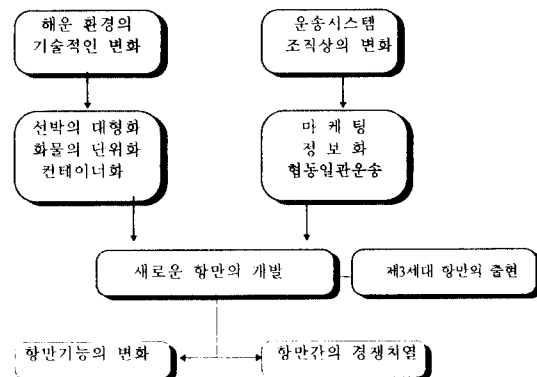 해운 환경의
기술적인 변화
운송시스템
조직상의 변화
선박의 대형화
화물의 단위화
컨테이너화
마 케 팅
정 보 화
협동일관운송
새로운 항만의 개발
제3세대 항만의 출현
항만기능의 변화
항만간의 경쟁치열